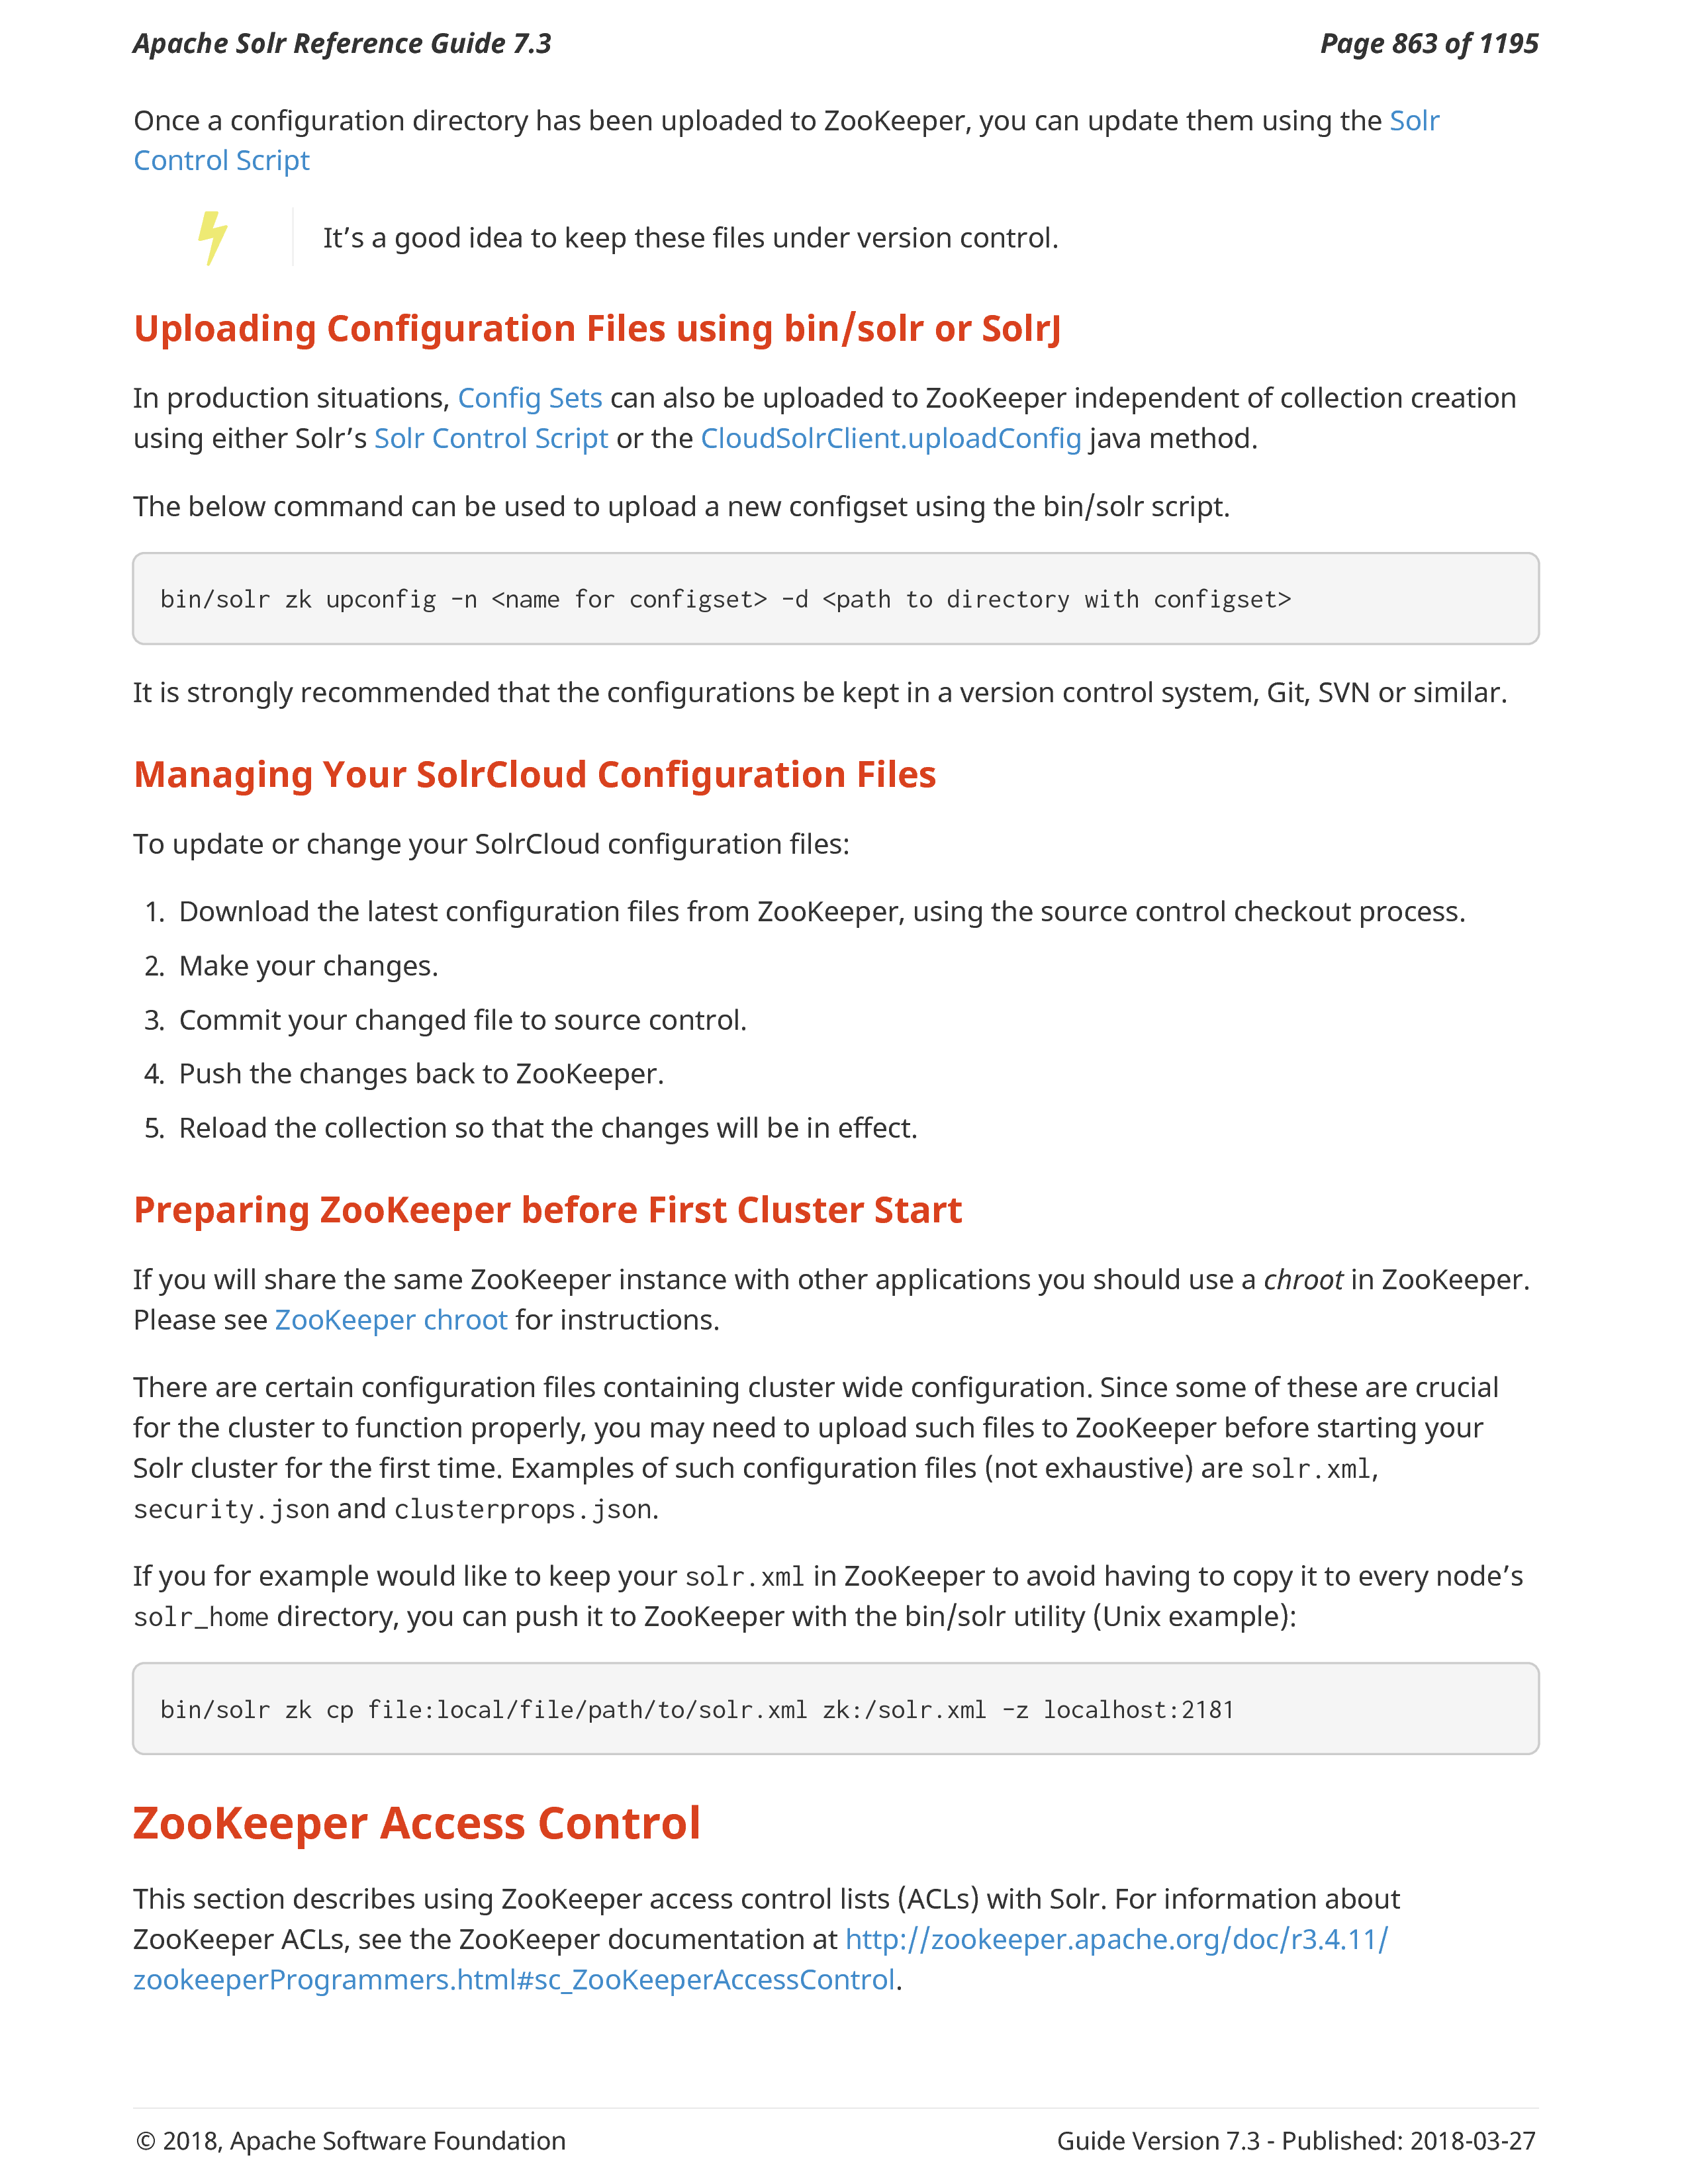 Apache Solr Reference Guide 7.3
Page 863 of 1195
Once a configuration directory has been uploaded to ZooKeeper, you can update them using the Solr
Control Script
It’s a good idea to keep these files under version control.
Uploading Configuration Files using bin/solr or SolrJ
In production situations, Config Sets can also be uploaded to ZooKeeper independent of collection creation
using either Solr’s Solr Control Script or the CloudSolrClient.uploadConfig java method.
The below command can be used to upload a new configset using the bin/solr script.
bin/solr zk upconfig -n <name for configset> -d <path to directory with configset>
It is strongly recommended that the configurations be kept in a version control system, Git, SVN or similar.
Managing Your SolrCloud Configuration Files
To update or change your SolrCloud configuration files:
1. Download the latest configuration files from ZooKeeper, using the source control checkout process.
2. Make your changes.
3. Commit your changed file to source control.
4. Push the changes back to ZooKeeper.
5. Reload the collection so that the changes will be in effect.
Preparing ZooKeeper before First Cluster Start
If you will share the same ZooKeeper instance with other applications you should use a chroot in ZooKeeper.
Please see ZooKeeper chroot for instructions.
There are certain configuration files containing cluster wide configuration. Since some of these are crucial
for the cluster to function properly, you may need to upload such files to ZooKeeper before starting your
Solr cluster for the first time. Examples of such configuration files (not exhaustive) are solr.xml,
security.json and clusterprops.json.
If you for example would like to keep your solr.xml in ZooKeeper to avoid having to copy it to every node’s
solr_home directory, you can push it to ZooKeeper with the bin/solr utility (Unix example):
bin/solr zk cp file:local/file/path/to/solr.xml zk:/solr.xml -z localhost:2181
ZooKeeper Access Control
This section describes using ZooKeeper access control lists (ACLs) with Solr. For information about
ZooKeeper ACLs, see the ZooKeeper documentation at http://zookeeper.apache.org/doc/r3.4.11/
zookeeperProgrammers.html#sc_ZooKeeperAccessControl.
© 2018, Apache Software Foundation
Guide Version 7.3 - Published: 2018-03-27